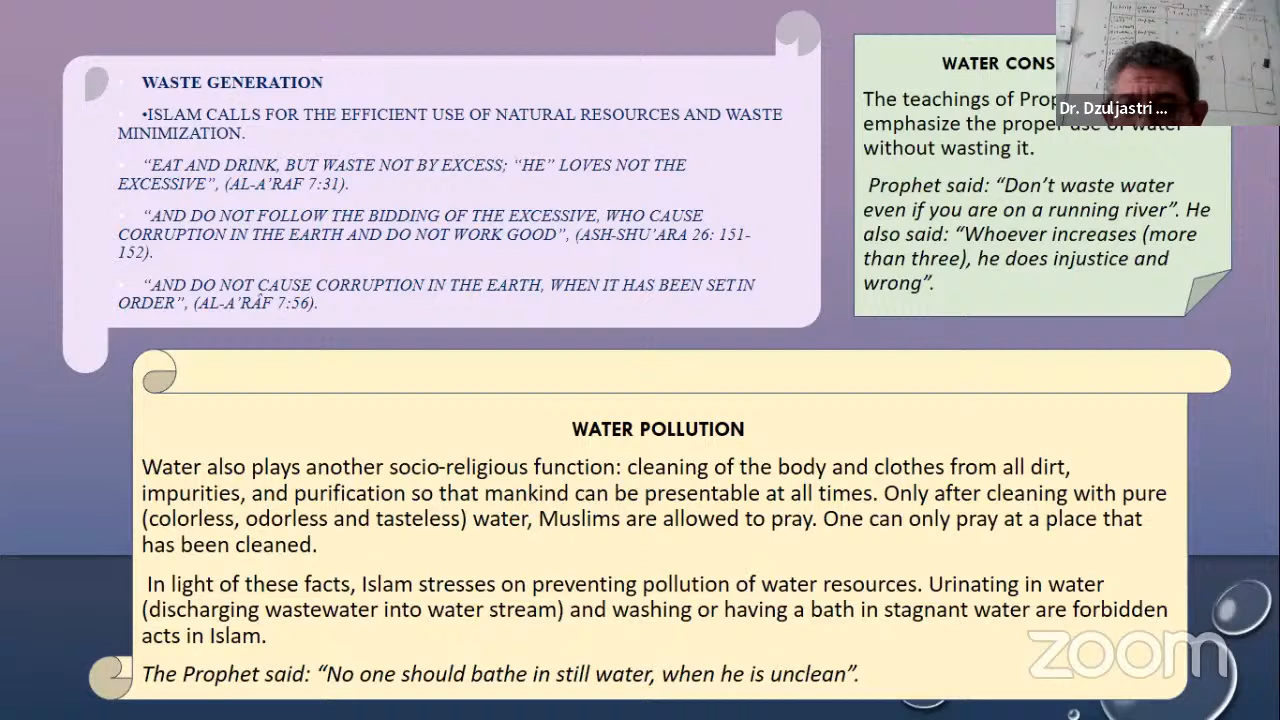 WASTE GENERATION
•ISLAM CALLS FOR THE EFFICIENT USE OF NATURAL RESOURCES AND WASTE
MINIMIZATION.
“EAT AND DRINK, BUT WASTE NOT BY EXCESS; “HE” LOVES NOT THE
EXCESSIVE”, (AL-A’RAF 7:31).
“AND DO NOT FOLLOW THE BIDDING OF THE EXCESSIVE, WHO CAUSE
CORRUPTION IN THE EARTH AND DO NOT WORK GOOD”, (ASH-SHU’ARA 26: 151-
152).
“AND DO NOT CAUSE CORRUPTION IN THE EARTH, WHEN IT HAS BEEN SET IN
ORDER”, (AL-A’RÂF 7:56).
WATER CONS
The teachings of Prop
emphasize the proper use of water
without wasting it.
Prophet said: “Don’t waste water
even if you are on a running river”. He
also said: “Whoever increases (more
than three), he does injustice and
wrong”.
Dr. Dzuljastri ...
WATER POLLUTION
Water also plays another socio-religious function: cleaning of the body and clothes from all dirt,
impurities, and purification so that mankind can be presentable at all times. Only after cleaning with pure
(colorless, odorless and tasteless) water, Muslims are allowed to pray. One can only pray at a place that
has been cleaned.
In light of these facts, Islam stresses on preventing pollution of water resources. Urinating in water
(discharging wastewater into water stream) and washing or having a bath in stagnant water are forbidden
acts in Islam.
The Prophet said: “No one should bathe in still water, when he is unclean”.
zoom